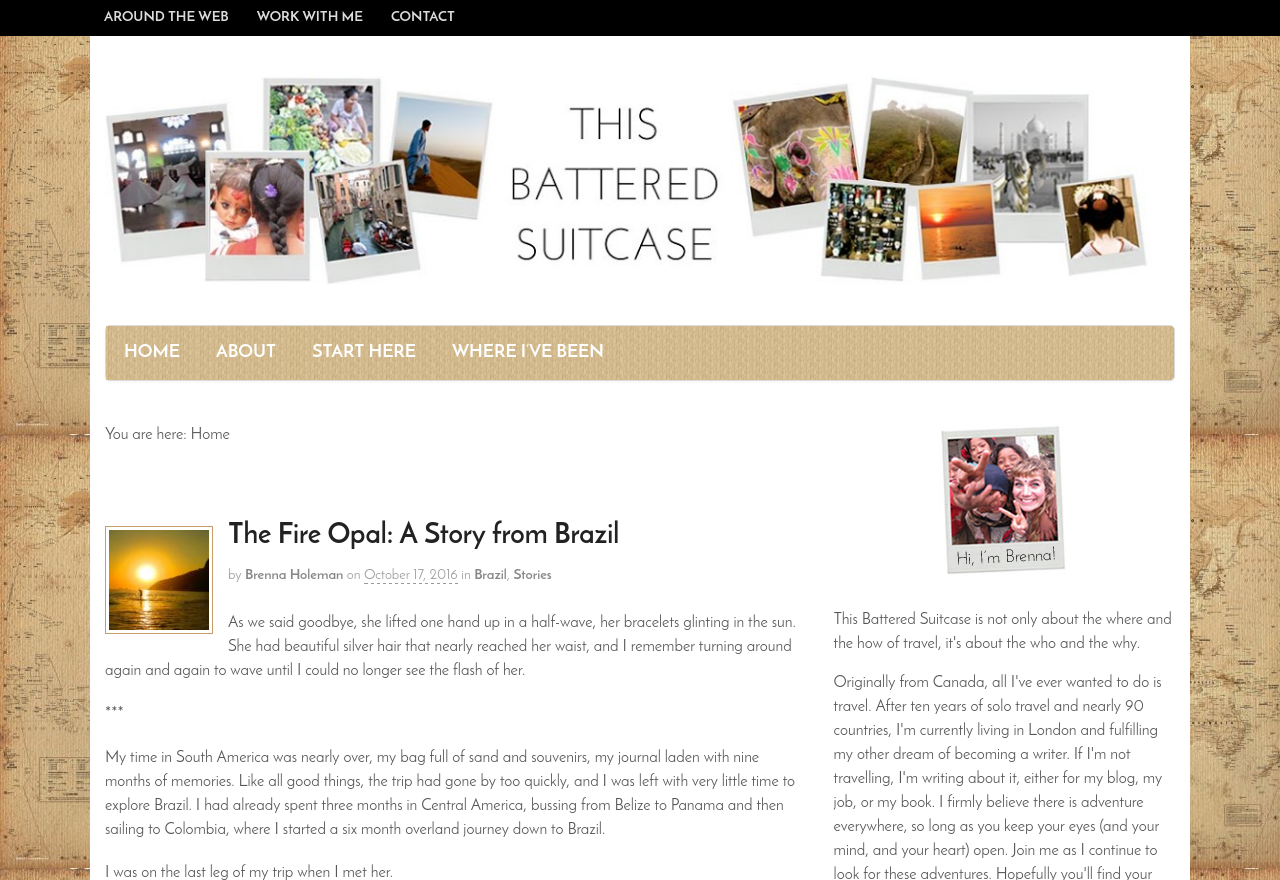 AROUND THE WEB WORK WITH ME CONTACT
THIS
BATTERED
SUITCASE
HOME ABOUT START HERE WHERE I'VE BEEN
You are here: Home
The Fire Opal: A Story from Brazil
by Brenna Holeman on October 17, 2016 in Brazil, Stories
As we said goodbye, she lifted one hand up in a half-wave, her bracelets glinting in the sun.
She had beautiful silver hair that nearly reached her waist, and I remember turning around
again and again to wave until I could no longer see the flash of her.
***
My time in South America was nearly over, my bag full of sand and souvenirs, my journal laden with nine
months of memories. Like all good things, the trip had gone by too quickly, and I was left with very little time to
explore Brazil. I had already spent three months in Central America, bussing from Belize to Panama and then
sailing to Colombia, where I started a six month overland journey down to Brazil.
I was on the last leg of my trip when I met her.
Hi, I'm Brenna!
This Battered Suitcase is not only about the where and
the how of travel, it's about the who and the why.
Originally from Canada, all I've ever wanted to do is
travel. After ten years of solo travel and nearly 90
countries, I'm currently living in London and fulfilling
my other dream of becoming a writer. If I'm not
travelling, I'm writing about it, either for my blog, my
job, or my book. I firmly believe there is adventure
everywhere, so long as you keep your eyes (and your
mind, and your heart) open. Join me as I continue to
look for these adventures. Hopefully you'll find your